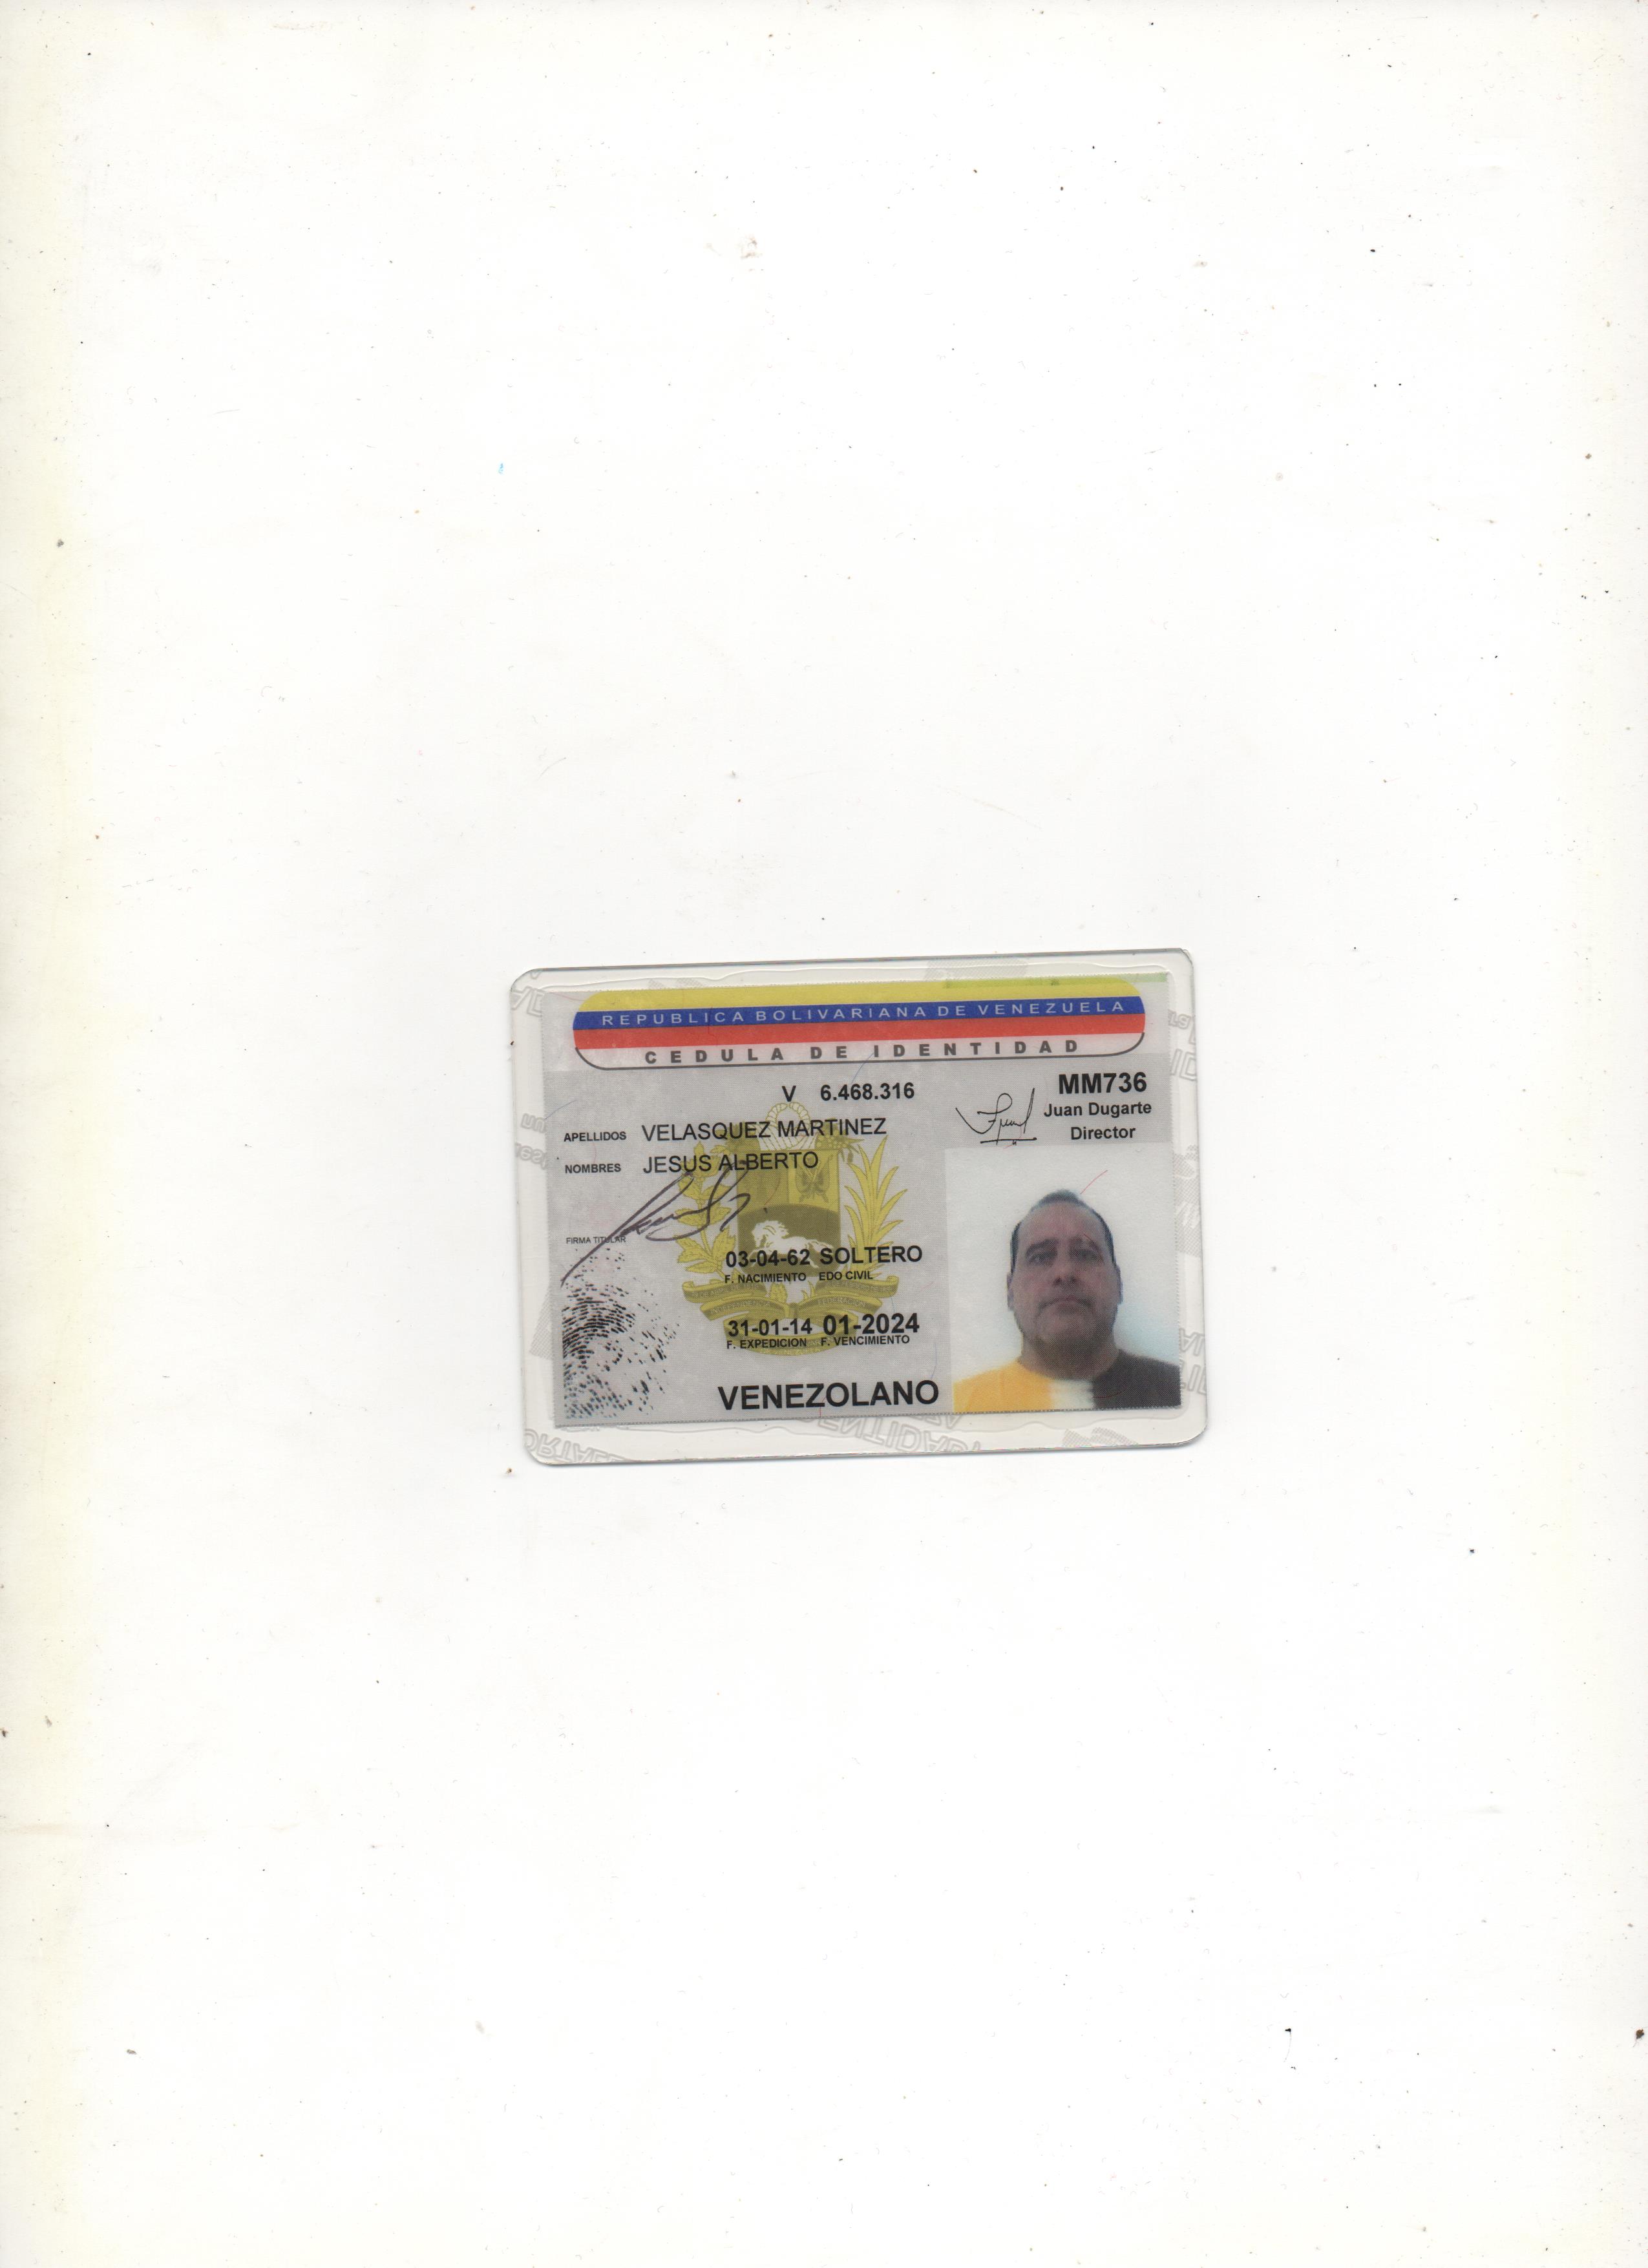 REPUBLICA BOLIVARIANA DE VENEZUELA
CEDULA DE IDENTIDAD
V 6.468.316
MM736
Juan Dugarte
Director
APELLIDOS VELASQUEZ MARTINEZ
NOMBRES JESUS ALBERTO
FIRMA TITULAR
03-04-62 SOLTERO
F. NACIMIENTO EDO CIVIL
31-01-14 01-2024
F. EXPEDICION F. VENCIMIENTO
VENEZOLANO